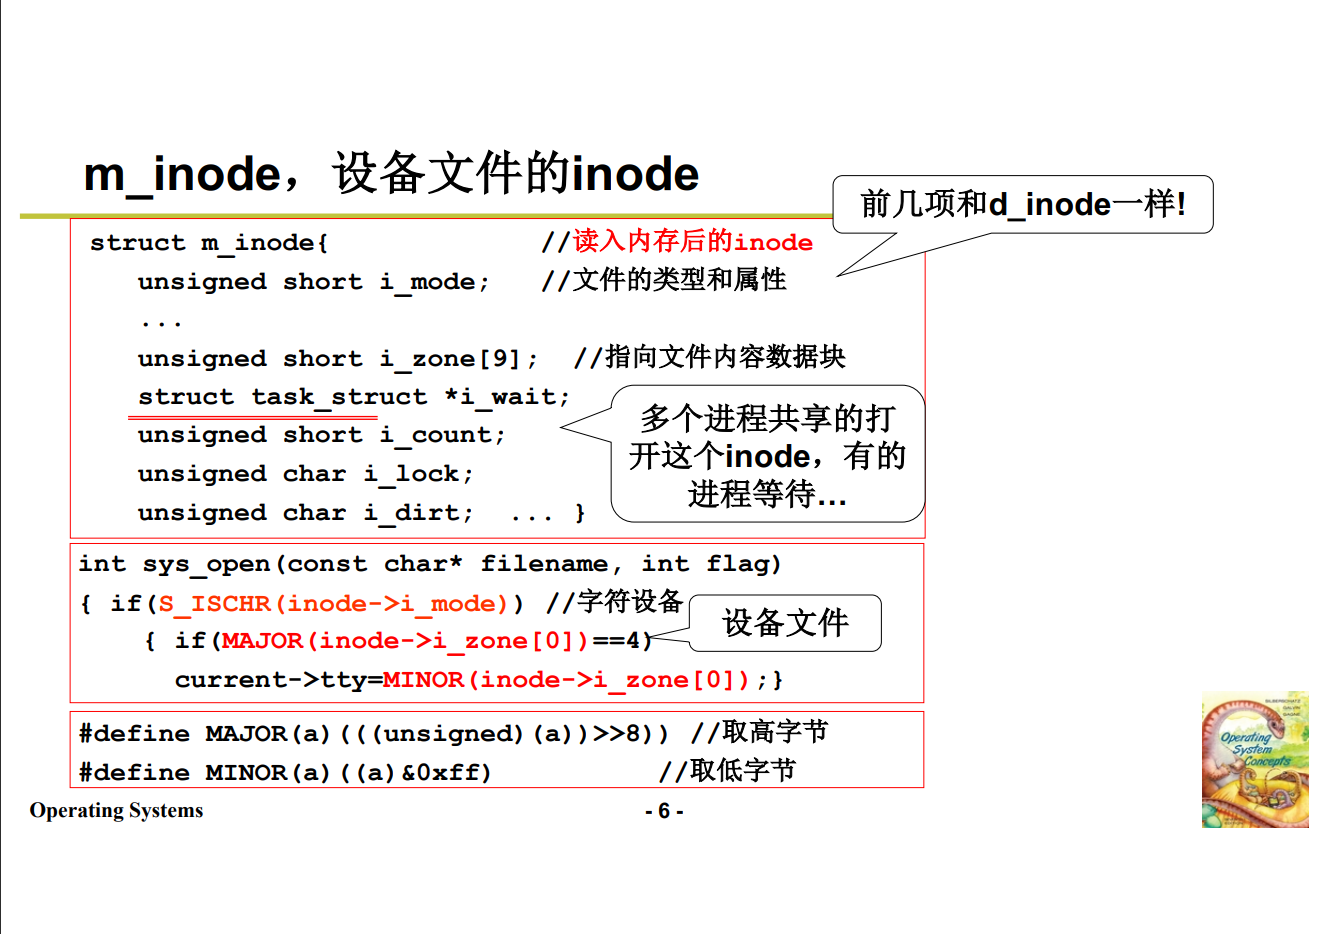 m_inode，设备文件的inode
前几项和d_inode一样!
struct m_inode{ //读入内存后的inode
unsigned short i_mode; //文件的类型和属性
...
unsigned short i_zone[9]; //指向文件内容数据块
struct task_struct *i_wait;
unsigned short i_count;
unsigned char i_lock;
unsigned char i_dirt; ... }
多个进程共享的打
开这个inode，有的
进程等待...
int sys_open(const char* filename, int flag)
{ if(S_ISCHR(inode->i_mode)) //字符设备
{ if(MAJOR(inode->i_zone[0])==4)
current->tty=MINOR(inode->i_zone[0]);}
设备文件
#define MAJOR(a)(((unsigned)(a))>>8)) //取高字节
#define MINOR(a)((a)&0xff) //取低字节
Operating Systems
- 6 -
SILBERSCHATZ
GALVIN
GAGNE
Operating
System
Concepts